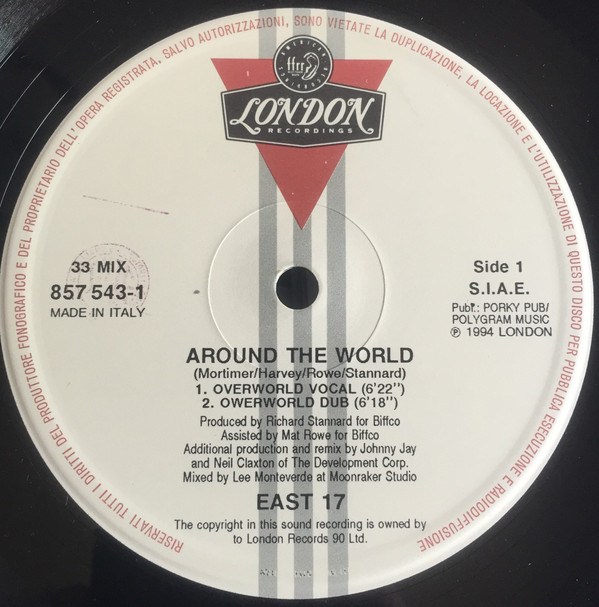 RISERVATI TUTTI I DIRITTI DEL PRODUTTORE FONOGRAFICO E DEL PROPRIETARIO DELL'OPERA REGISTRATA. SALVO AUTORIZZAZIONI, SONO VIETATE LA DUPLICAZIONE, LA LOCAZIONE E L'UTILIZZAZIONE DI QUESTO DISCO PER PUBBLICA ESECUZIONE E RADIODIFFUSIONE
ffrr
LONDON
RECORDINGS
33 MIX
857 543-1
MADE IN ITALY
Side 1
S.I.A.E.
Publ.: PORKY PUB/
POLYGRAM MUSIC
℗ 1994 LONDON
AROUND THE WORLD
(Mortimer/Harvey/Rowe/Stannard)
1. OVERWORLD VOCAL (6'22'')
2. OWERWORLD DUB (6'18'')
Produced by Richard Stannard for Biffco
Assisted by Mat Rowe for Biffco
Additional production and remix by Johnny Jay
and Neil Claxton of The Development Corp.
Mixed by Lee Monteverde at Moonraker Studio
EAST 17
The copyright in this sound recording is owned by
to London Records 90 Ltd.